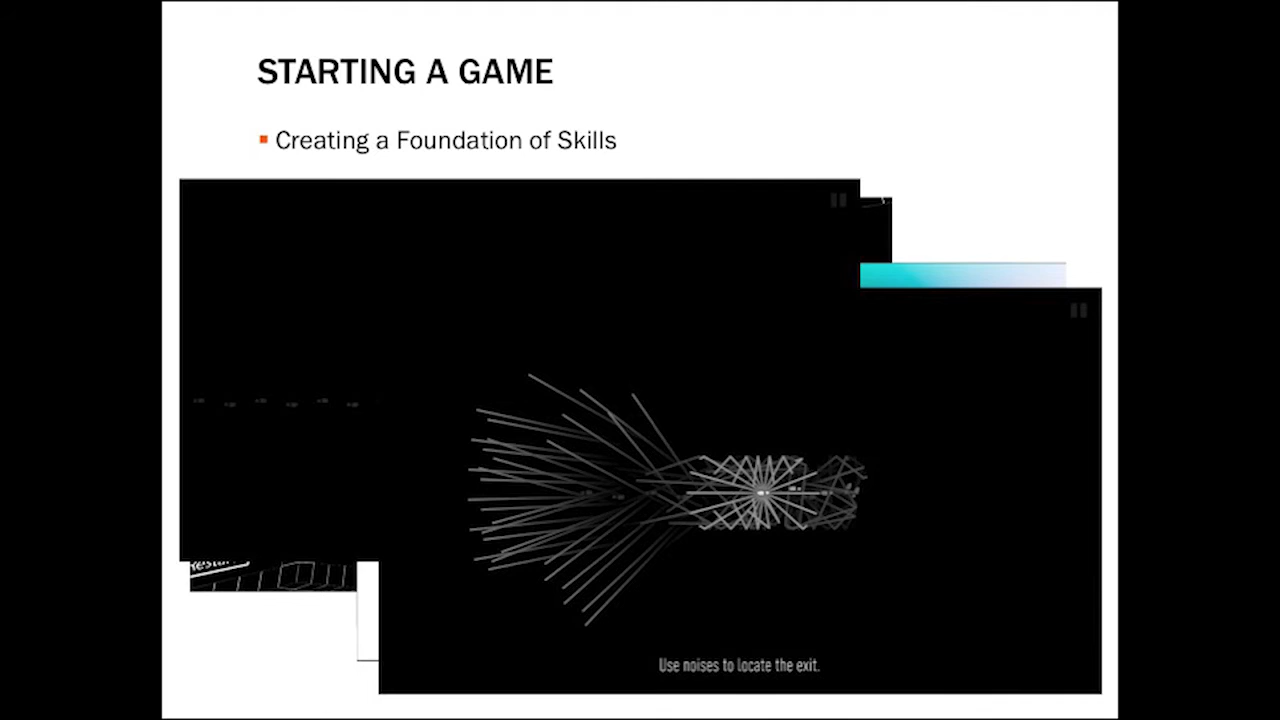 STARTING A GAME
Creating a Foundation of Skills
Use noises to locate the exit.